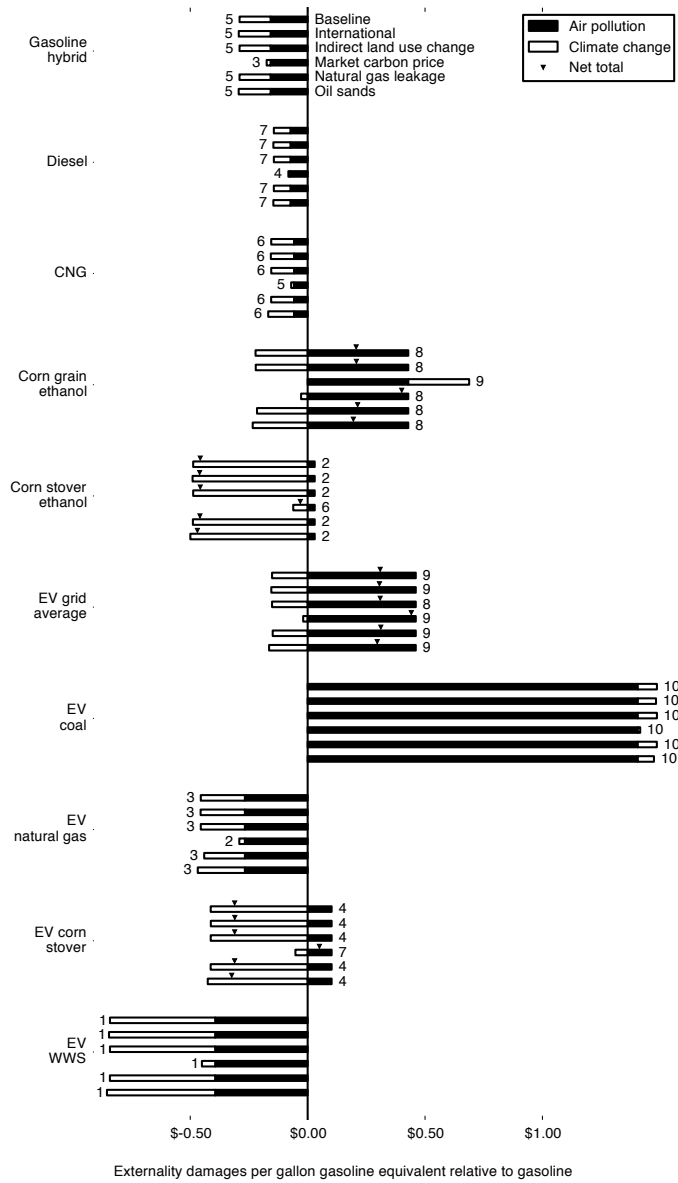 5 Baseline
5 International
5 Indirect land use change
3 Market carbon price
5 Natural gas leakage
5 Oil sands
Gasoline
hybrid
Air pollution
Climate change
Net total
Diesel
7
7
7
4
7
7
CNG
6
6
6
5
6
6
Corn grain
ethanol
8
8
9
8
8
8
Corn stover
ethanol
2
2
2
6
2
2
EV grid
average
9
9
8
9
9
9
EV
coal
10
10
10
10
10
10
EV
natural gas
3
3
3
2
3
3
EV corn
stover
4
4
4
7
4
4
EV
WWS
1
1
1
1
1
1
$-0.50 $0.00 $0.50 $1.00
Externality damages per gallon gasoline equivalent relative to gasoline